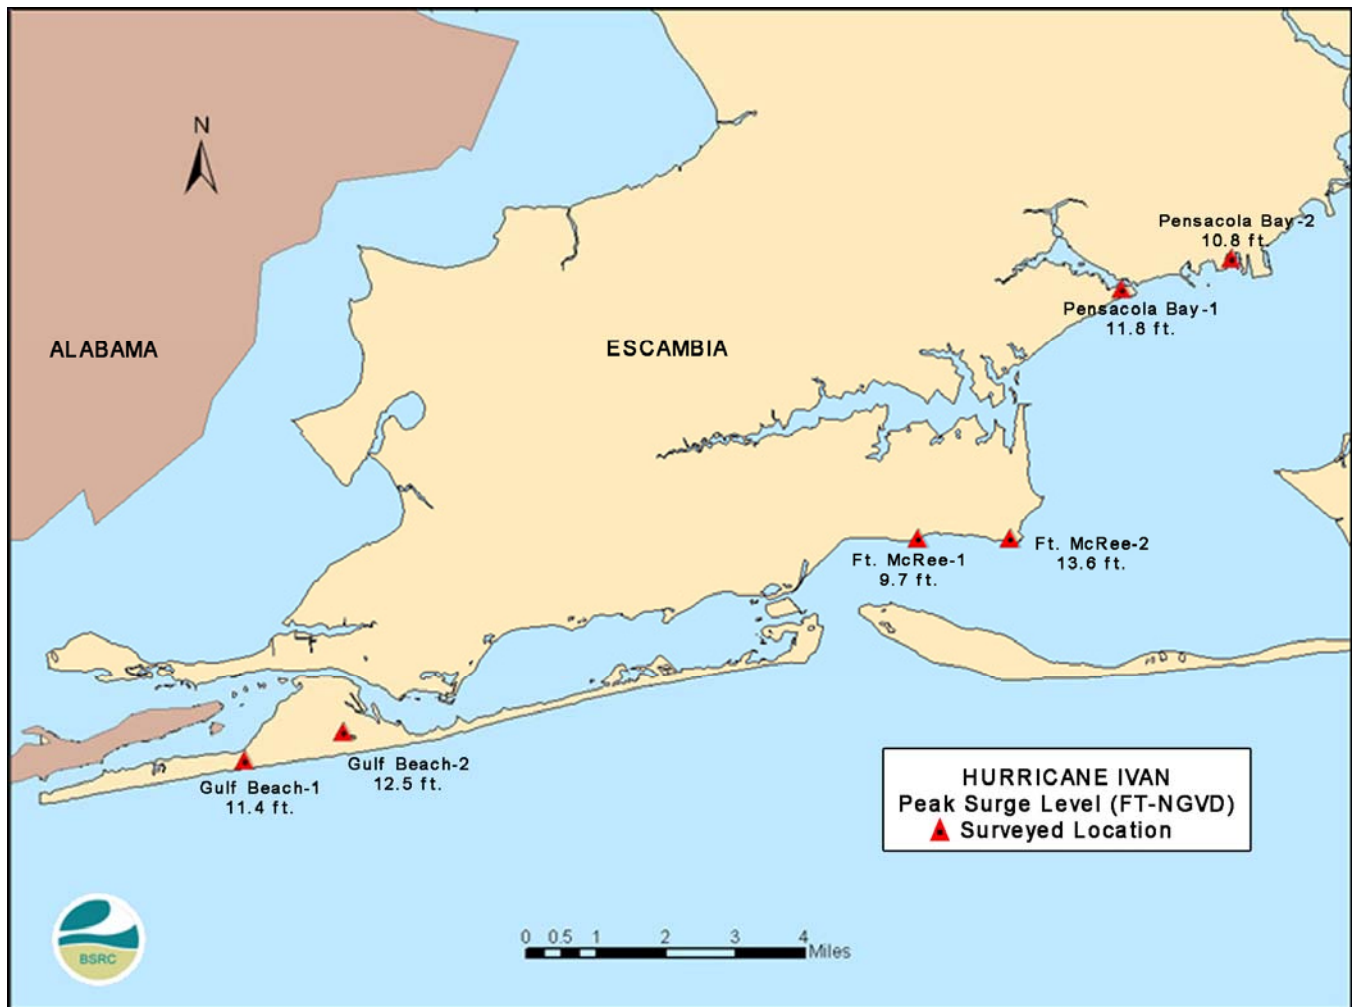 N
Pensacola Bay-2
10.8 ft.
Pensacola Bay-1
11.8 ft.
ALABAMA
ESCAMBIA
Ft. McRee-1
9.7 ft.
Ft. McRee-2
13.6 ft.
Gulf Beach-2
12.5 ft.
Gulf Beach-1
11.4 ft.
HURRICANE IVAN
Peak Surge Level (FT-NGVD)
Surveyed Location
BSRC
0 0.5 1 2 3 4
Miles